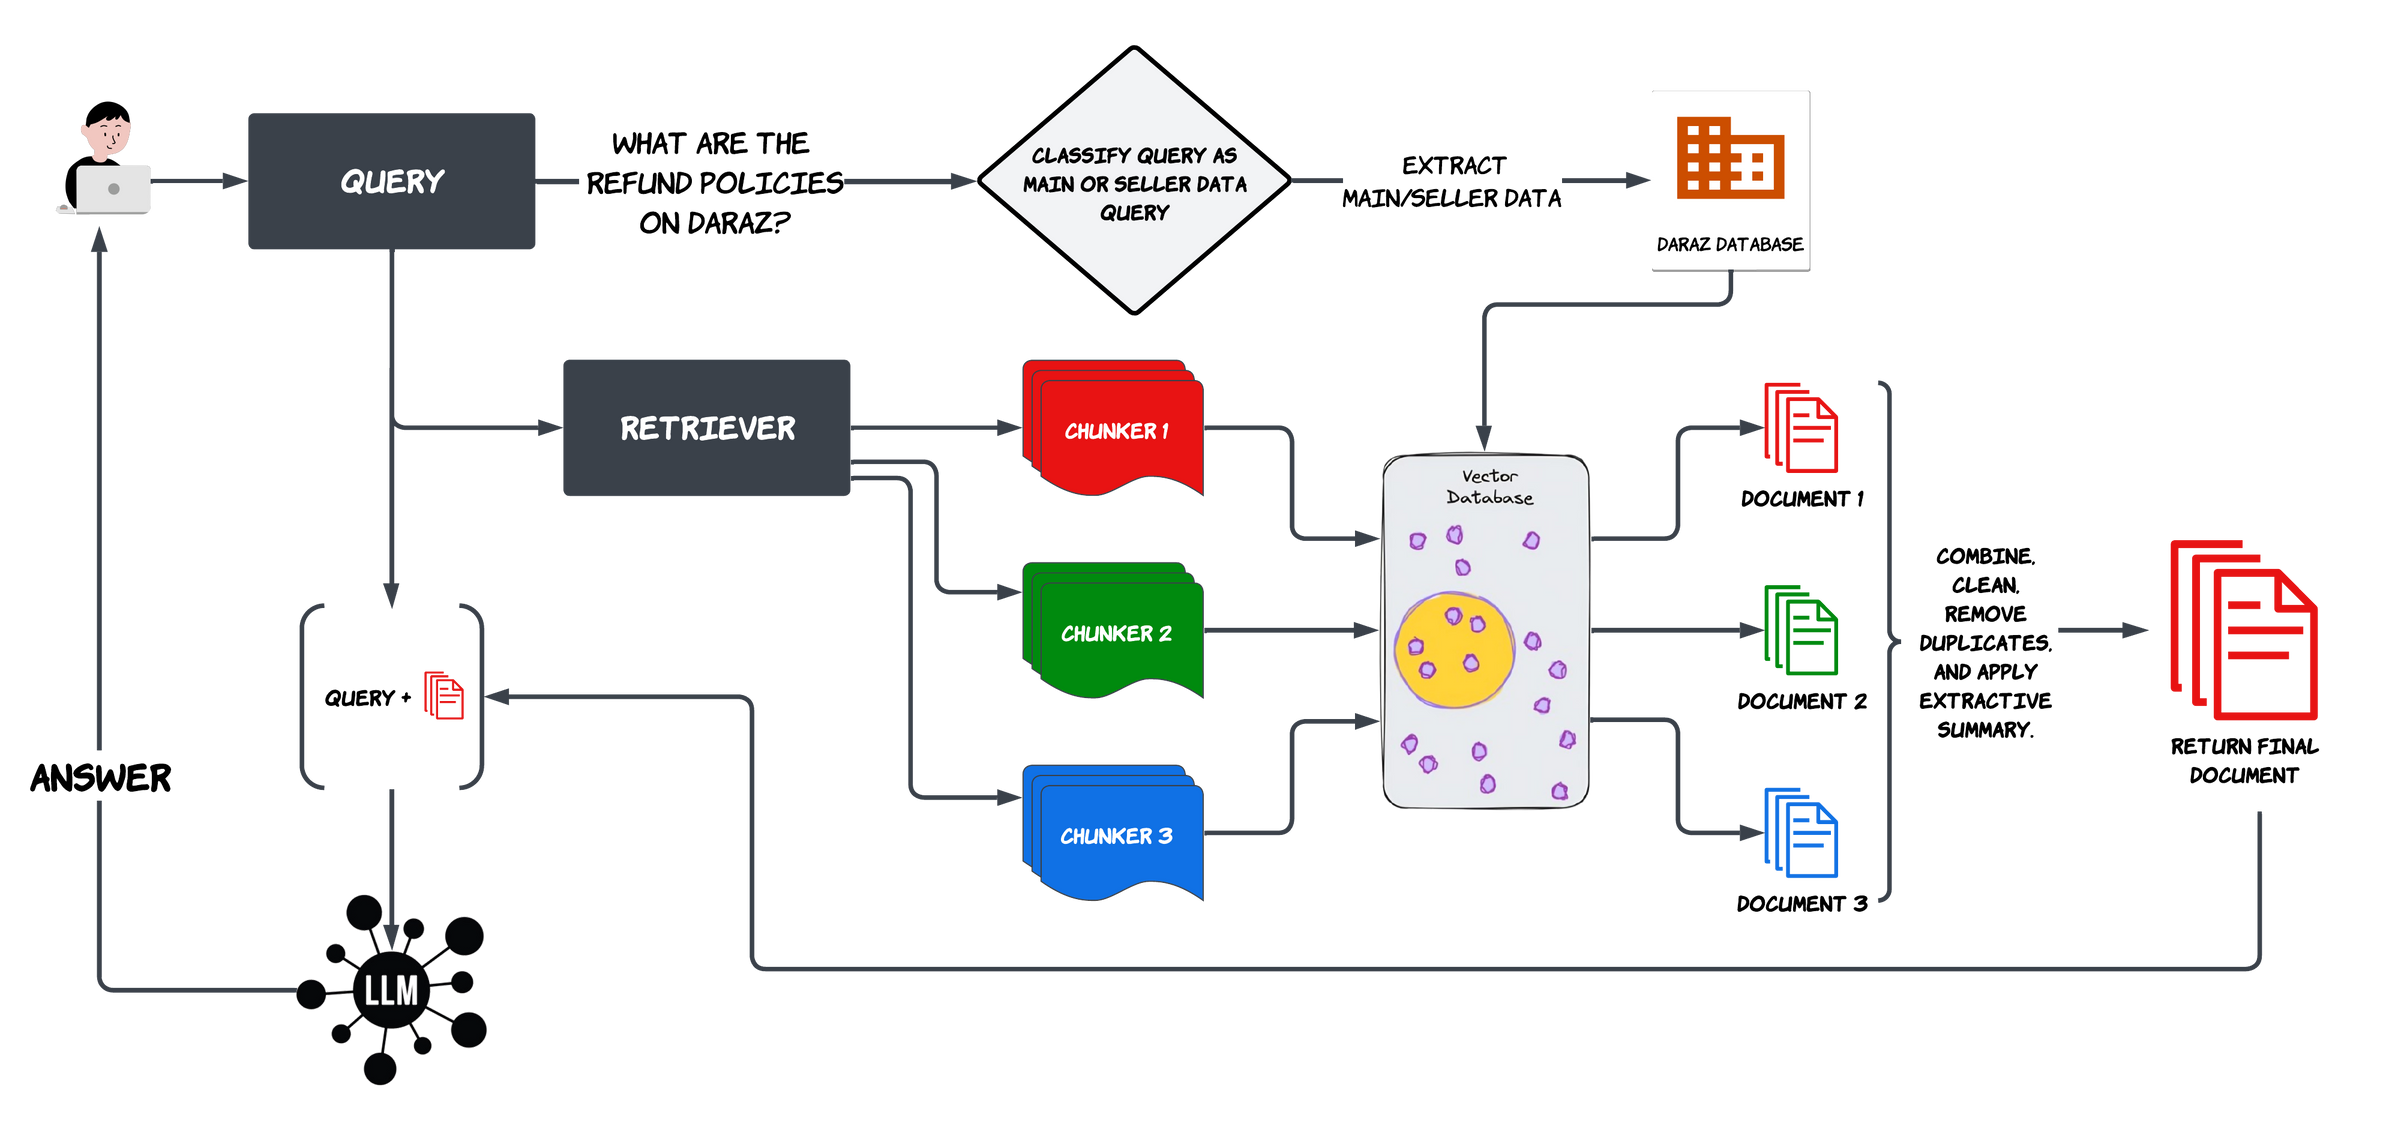 QUERY
WHAT ARE THE
REFUND POLICIES
ON DARAZ?
CLASSIFY QUERY AS
MAIN OR SELLER DATA
QUERY
EXTRACT
MAIN/SELLER DATA
DARAZ DATABASE
RETRIEVER
CHUNKER 1
CHUNKER 2
CHUNKER 3
Vector
Database
DOCUMENT 1
DOCUMENT 2
DOCUMENT 3
COMBINE,
CLEAN,
REMOVE
DUPLICATES,
AND APPLY
EXTRACTIVE
SUMMARY.
RETURN FINAL
DOCUMENT
QUERY +
ANSWER
LLM